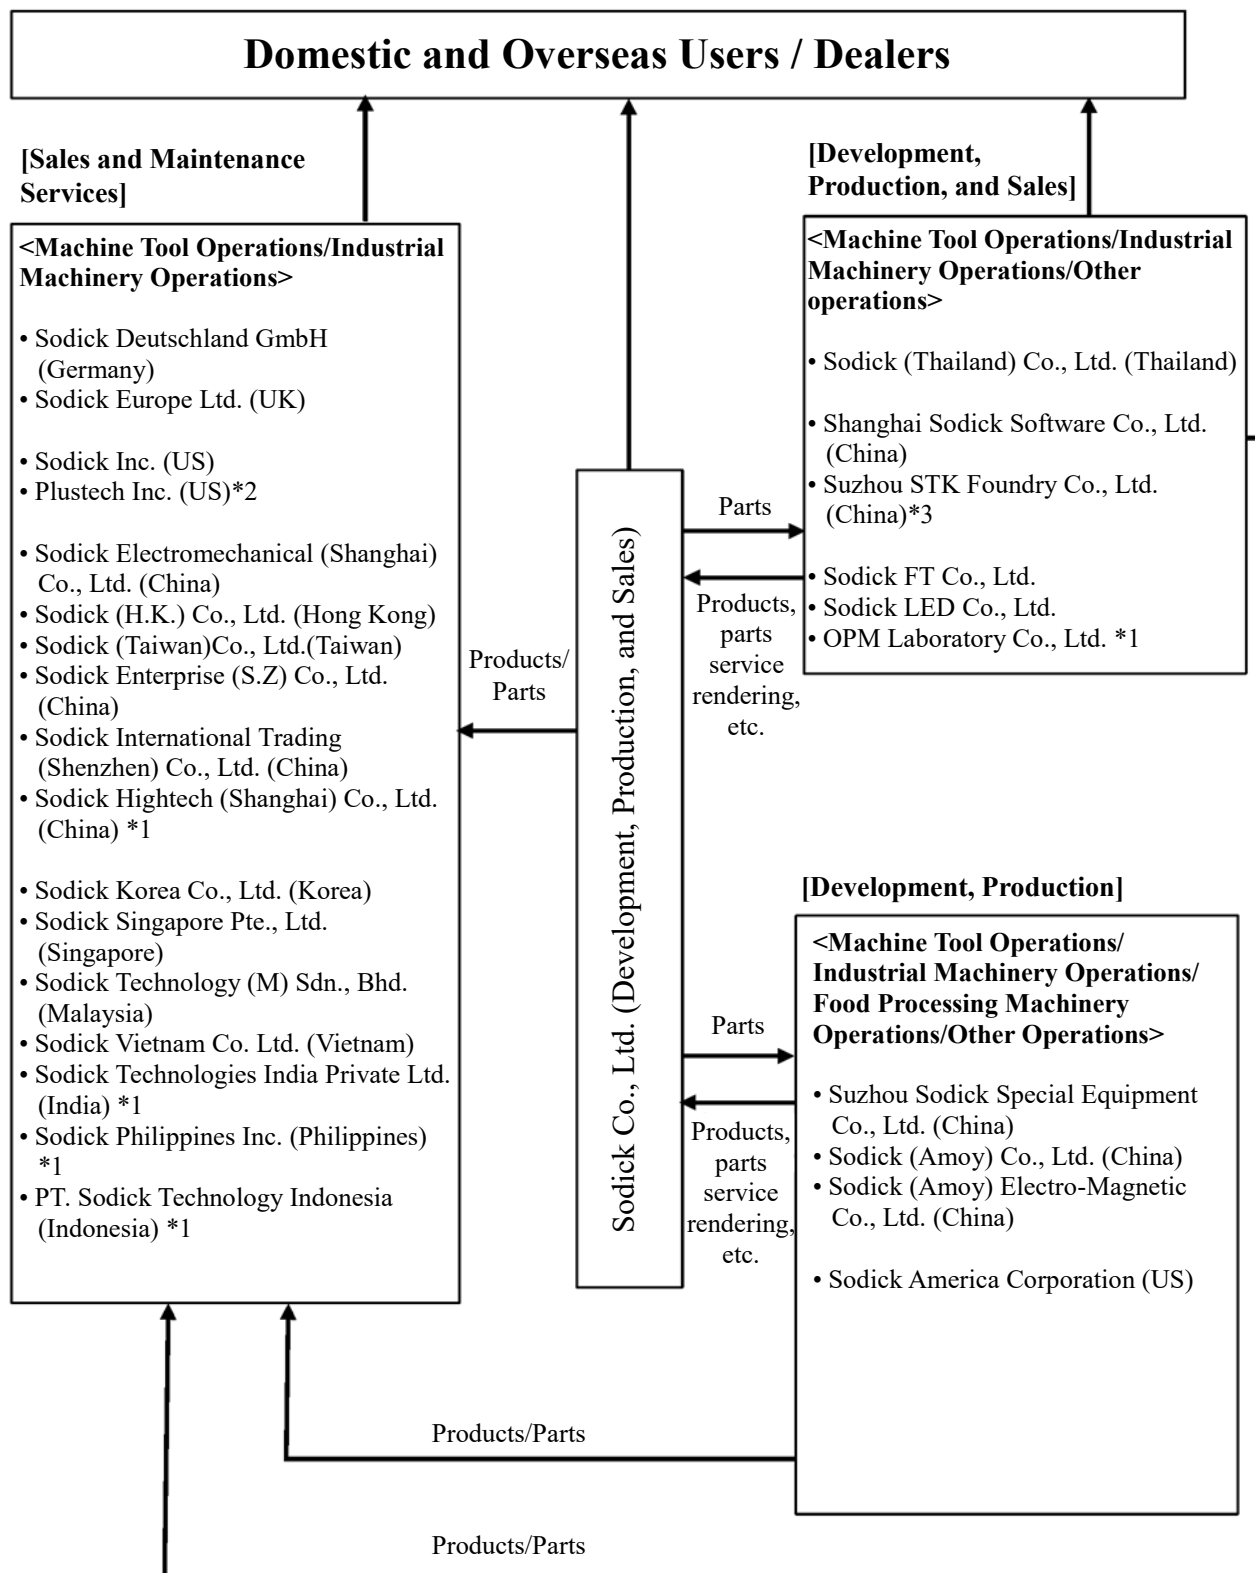 Domestic and Overseas Users / Dealers
[Sales and Maintenance
Services]
<Machine Tool Operations/Industrial
Machinery Operations>
• Sodick Deutschland GmbH
(Germany)
• Sodick Europe Ltd. (UK)
• Sodick Inc. (US)
• Plustech Inc. (US)*2
• Sodick Electromechanical (Shanghai)
Co., Ltd. (China)
• Sodick (H.K.) Co., Ltd. (Hong Kong)
• Sodick (Taiwan)Co., Ltd.(Taiwan)
• Sodick Enterprise (S.Z) Co., Ltd.
(China)
• Sodick International Trading
(Shenzhen) Co., Ltd. (China)
• Sodick Hightech (Shanghai) Co., Ltd.
(China) *1
• Sodick Korea Co., Ltd. (Korea)
• Sodick Singapore Pte., Ltd.
(Singapore)
• Sodick Technology (M) Sdn., Bhd.
(Malaysia)
• Sodick Vietnam Co. Ltd. (Vietnam)
• Sodick Technologies India Private Ltd.
(India) *1
• Sodick Philippines Inc. (Philippines)
*1
• PT. Sodick Technology Indonesia
(Indonesia) *1
Products/
Parts
Sodick Co., Ltd. (Development, Production, and Sales)
Parts
Products,
parts
service
rendering,
etc.
[Development,
Production, and Sales]
<Machine Tool Operations/Industrial
Machinery Operations/Other
operations>
• Sodick (Thailand) Co., Ltd. (Thailand)
• Shanghai Sodick Software Co., Ltd.
(China)
• Suzhou STK Foundry Co., Ltd.
(China)*3
• Sodick FT Co., Ltd.
• Sodick LED Co., Ltd.
• OPM Laboratory Co., Ltd. *1
Parts
Products,
parts
service
rendering,
etc.
[Development, Production]
<Machine Tool Operations/
Industrial Machinery Operations/
Food Processing Machinery
Operations/Other Operations>
• Suzhou Sodick Special Equipment
Co., Ltd. (China)
• Sodick (Amoy) Co., Ltd. (China)
• Sodick (Amoy) Electro-Magnetic
Co., Ltd. (China)
• Sodick America Corporation (US)
Products/Parts
Products/Parts